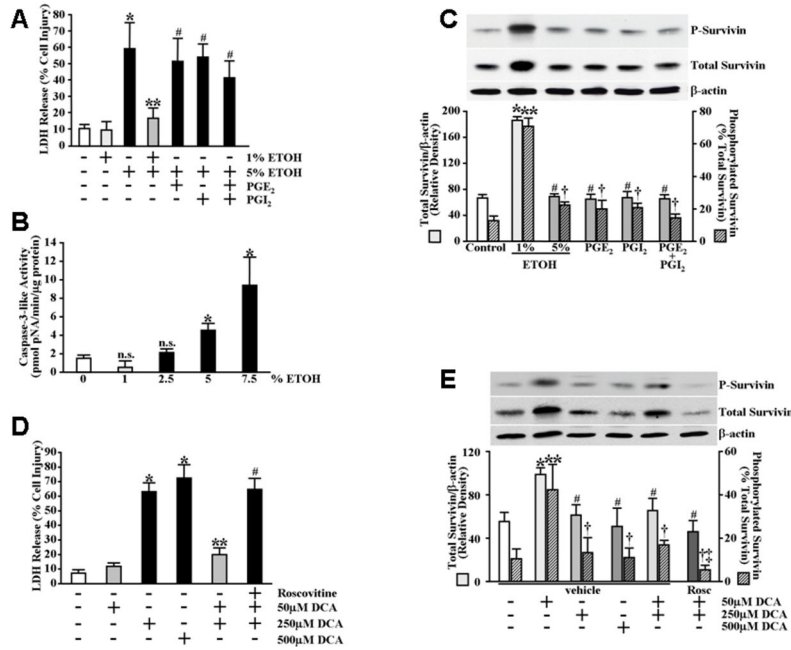 A
LDH Release (% Cell Injury)
80
70
60
50
40
30
20
10
0
*
**
#
#
#
- + - + - - - 1% ETOH
- - + + + + + 5% ETOH
- - - - + - + PGE2
- - - - - + + PGI2
B
Caspase-3-like Activity
(pmol pNA/min/µg protein)
14
12
10
8
6
4
2
0
n.s.
n.s.
*
*
0 1 2.5 5 7.5 % ETOH
C
P-Survivin
Total Survivin
β-actin
Total Survivin/β-actin
(Relative Density)
200
160
120
80
40
0
* **
# †
# †
# †
# †
80
60
40
20
0
Phosphorylated Survivin
(% Total Survivin)
Control 1% 5% PGE2 PGI2 PGE2
+
PGI2
ETOH
D
LDH Release (% Cell Injury)
90
80
70
60
50
40
30
20
10
0
*
*
**
#
- - - - - + Roscovitine
- + - - + + 50µM DCA
- - + - + + 250µM DCA
- - - + - - 500µM DCA
E
P-Survivin
Total Survivin
β-actin
Total Survivin/β-actin
(Relative Density)
120
80
40
0
* **
# †
# †
# †
# ‡‡
60
40
20
0
Phosphorylated Survivin
(% Total Survivin)
vehicle Rosc
- + - - + + 50µM DCA
- - + - + + 250µM DCA
- - - + - - 500µM DCA